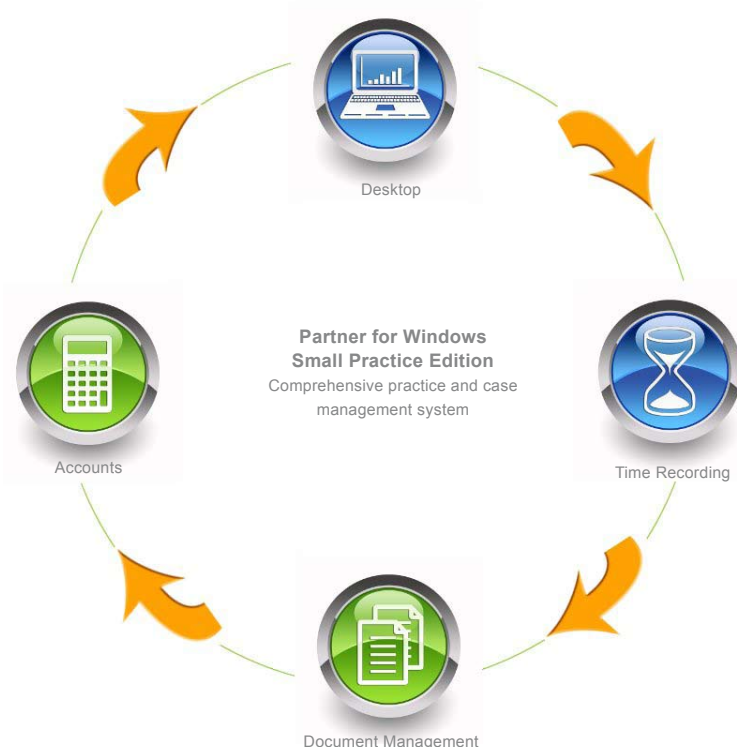 Desktop
Partner for Windows
Small Practice Edition
Comprehensive practice and case
management system
Accounts
Time Recording
Document Management